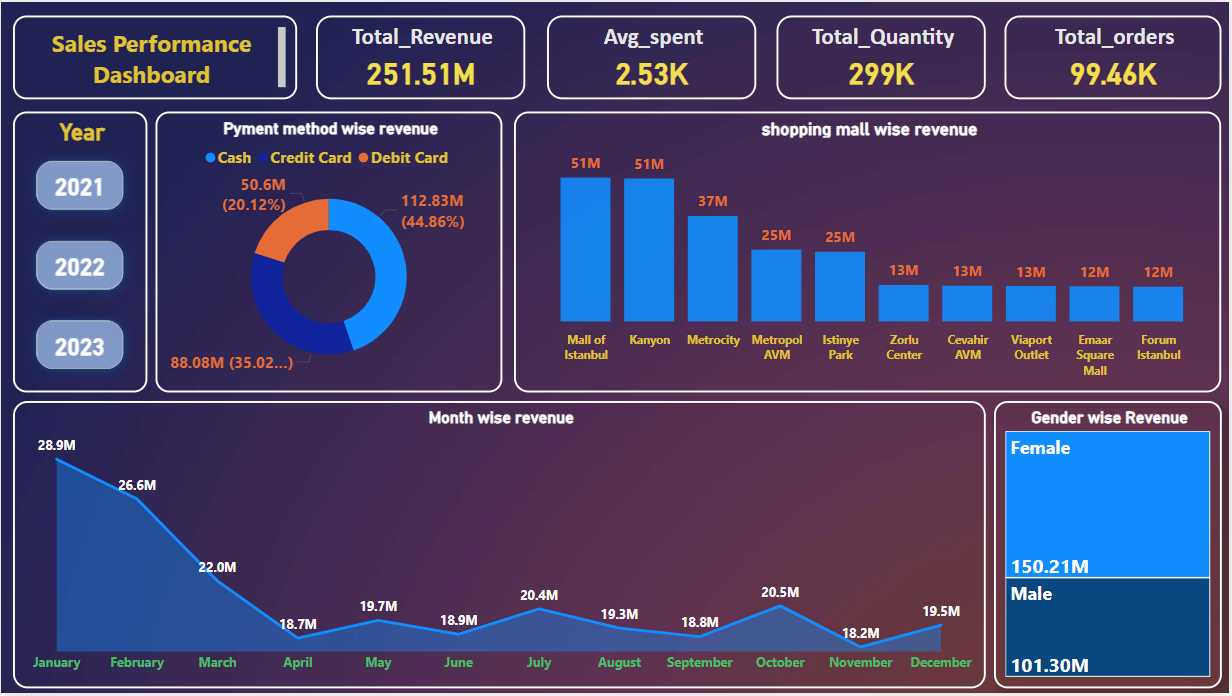 Sales Performance
Dashboard
Total_Revenue
251.51M
Avg_spent
2.53K
Total_Quantity
299K
Total_orders
99.46K
Year
2021
2022
2023
Pyment method wise revenue
Cash Credit Card Debit Card
50.6M
(20.12%)
112.83M
(44.86%)
88.08M (35.02...)
shopping mall wise revenue
51M 51M 37M 25M 25M 13M 13M 13M 12M 12M
Mall of
Istanbul
Kanyon
Metrocity
Metropol
AVM
Istinye
Park
Zorlu
Center
Cevahir
AVM
Viaport
Outlet
Emaar
Square
Mall
Forum
Istanbul
Month wise revenue
28.9M
26.6M
22.0M
18.7M
19.7M
18.9M
20.4M
19.3M
18.8M
20.5M
18.2M
19.5M
January February March April May June July August September October November December
Gender wise Revenue
Female
150.21M
Male
101.30M